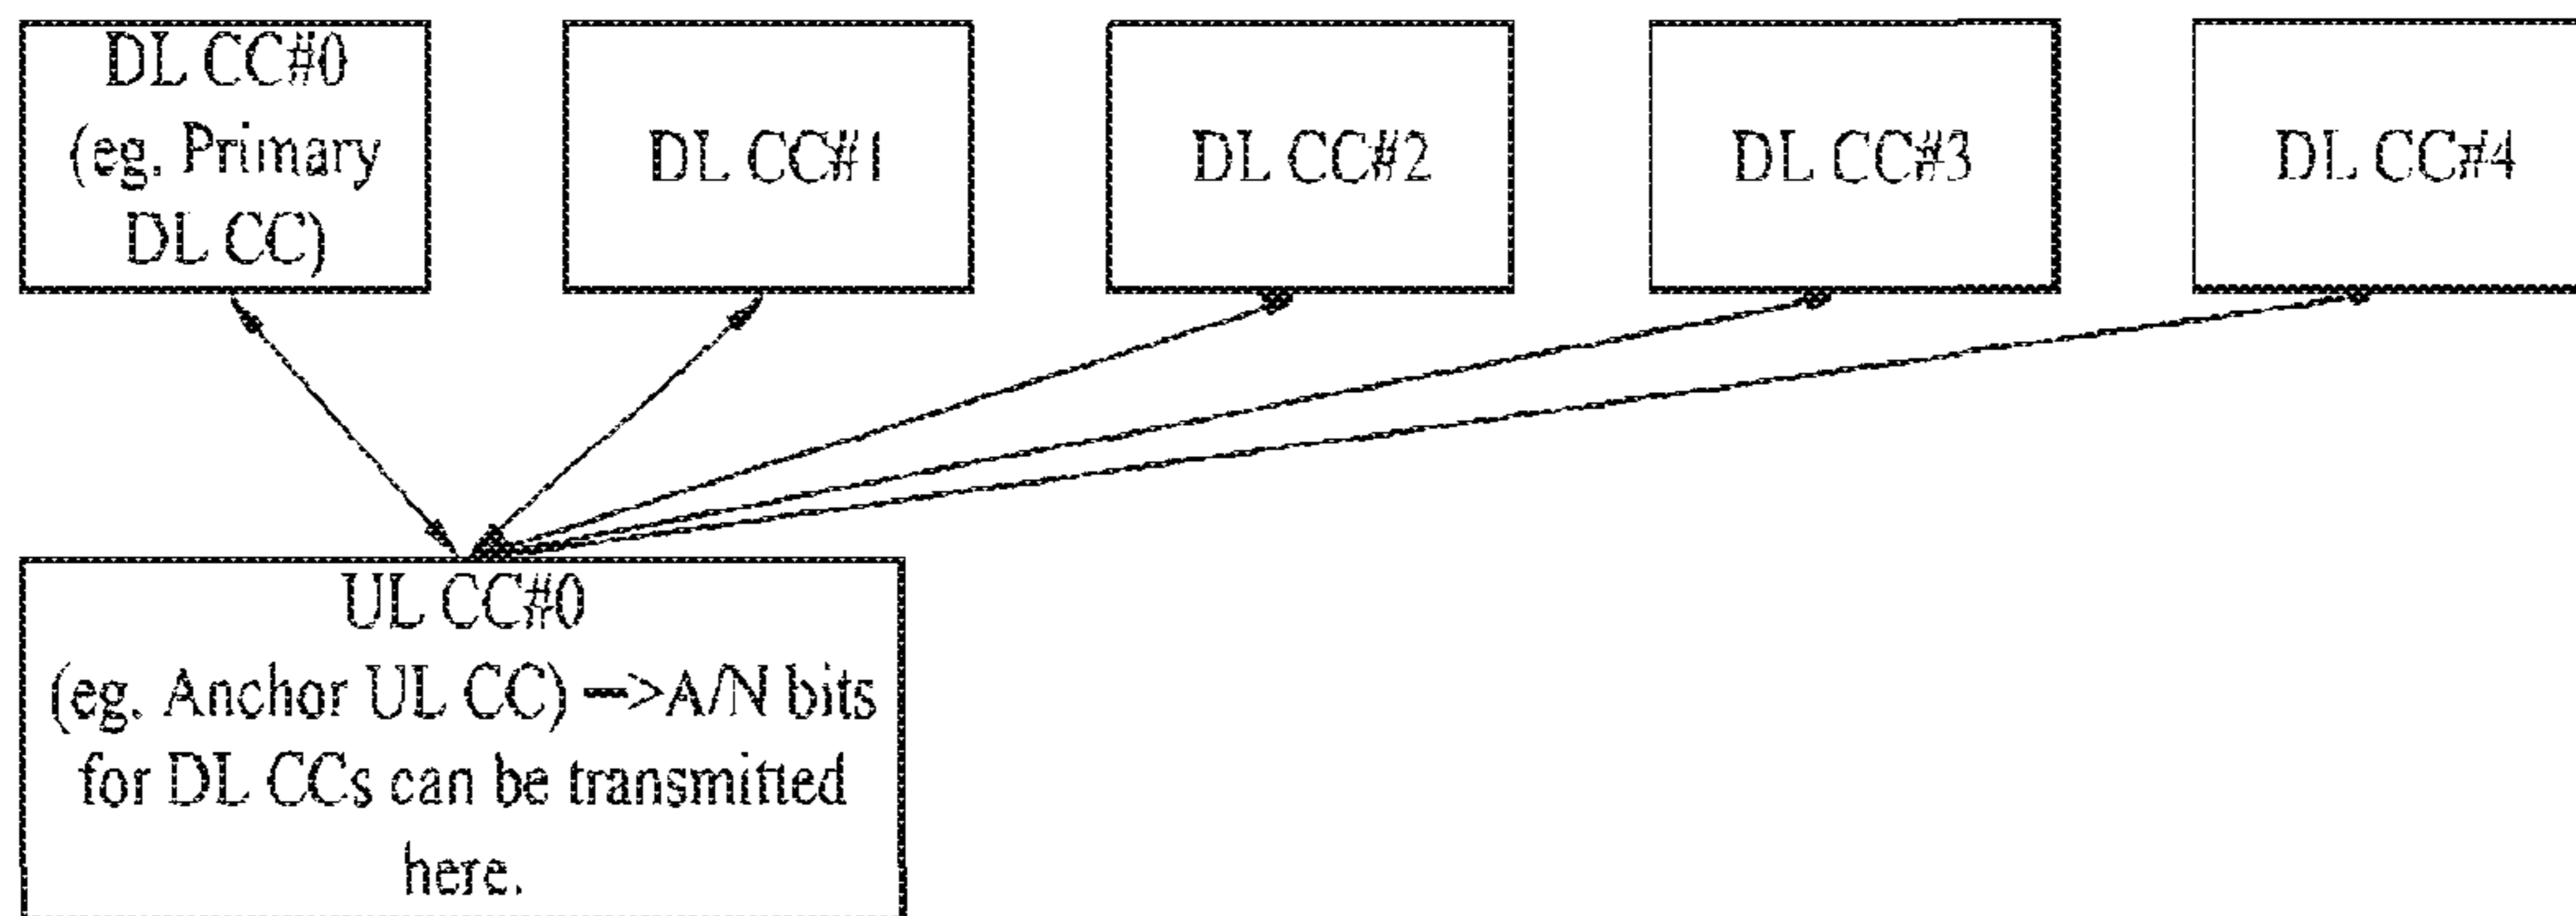 DL CC#0
(eg. Primary
DL CC)
DL CC#1
DL CC#2
DL CC#3
DL CC#4
UL CC#0
(eg. Anchor UL CC) -->A/N bits
for DL CCs can be transmitted
here.